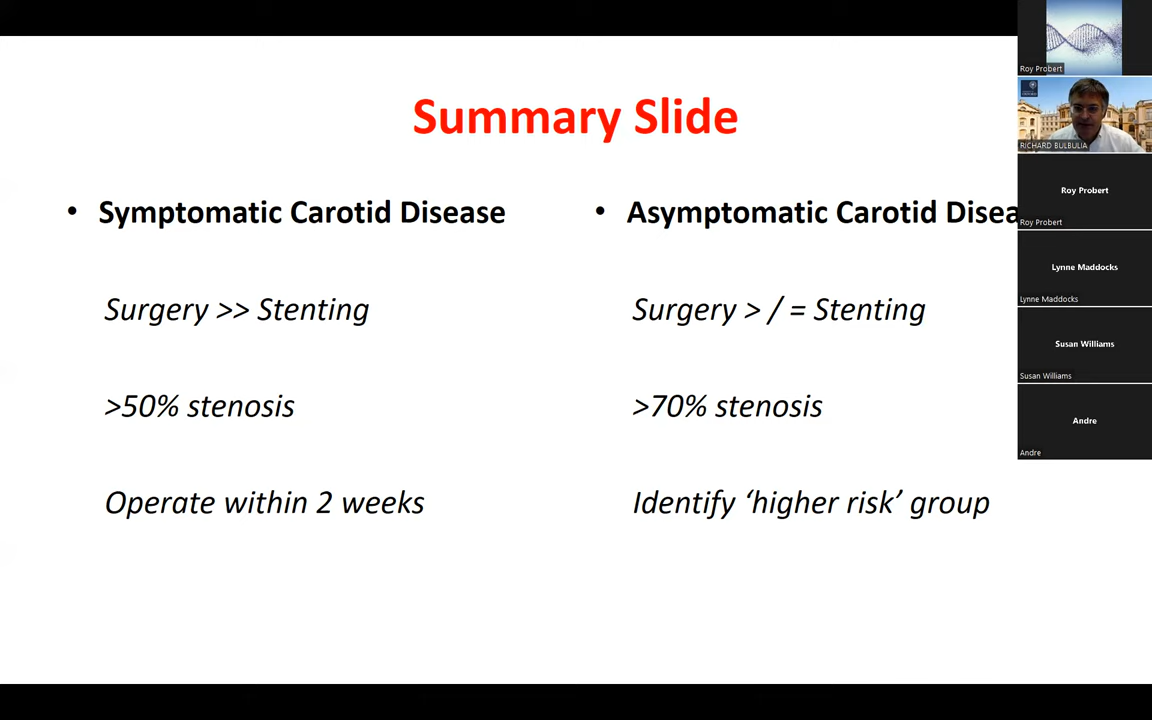 Summary Slide
• Symptomatic Carotid Disease
Surgery >> Stenting
>50% stenosis
Operate within 2 weeks
• Asymptomatic Carotid Disea
Surgery > / = Stenting
>70% stenosis
Identify ‘higher risk’ group
Roy Probert
RICHARD BULBULIA
Roy Probert
Roy Probert
Lynne Maddocks
Lynne Maddocks
Susan Williams
Susan Williams
Andre
Andre